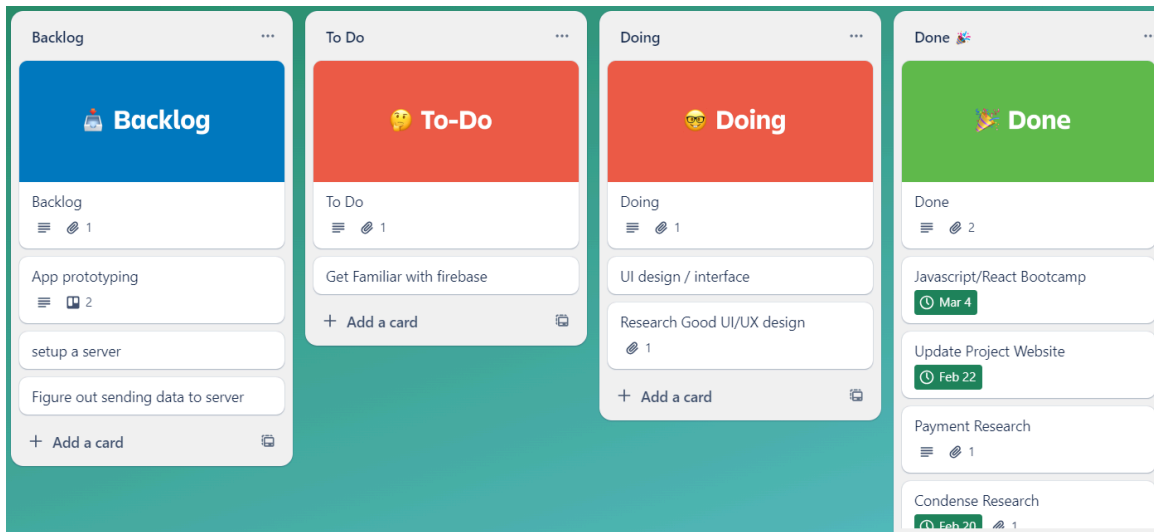 Backlog
Backlog
Backlog
1
App prototyping
2
setup a server
Figure out sending data to server
+ Add a card
To Do
To-Do
To Do
1
Get Familiar with firebase
+ Add a card
Doing
Doing
Doing
1
UI design / interface
Research Good UI/UX design
1
+ Add a card
Done 🎉
Done
Done
2
Javascript/React Bootcamp
Mar 4
Update Project Website
Feb 22
Payment Research
1
Condense Research
Feb 20 1